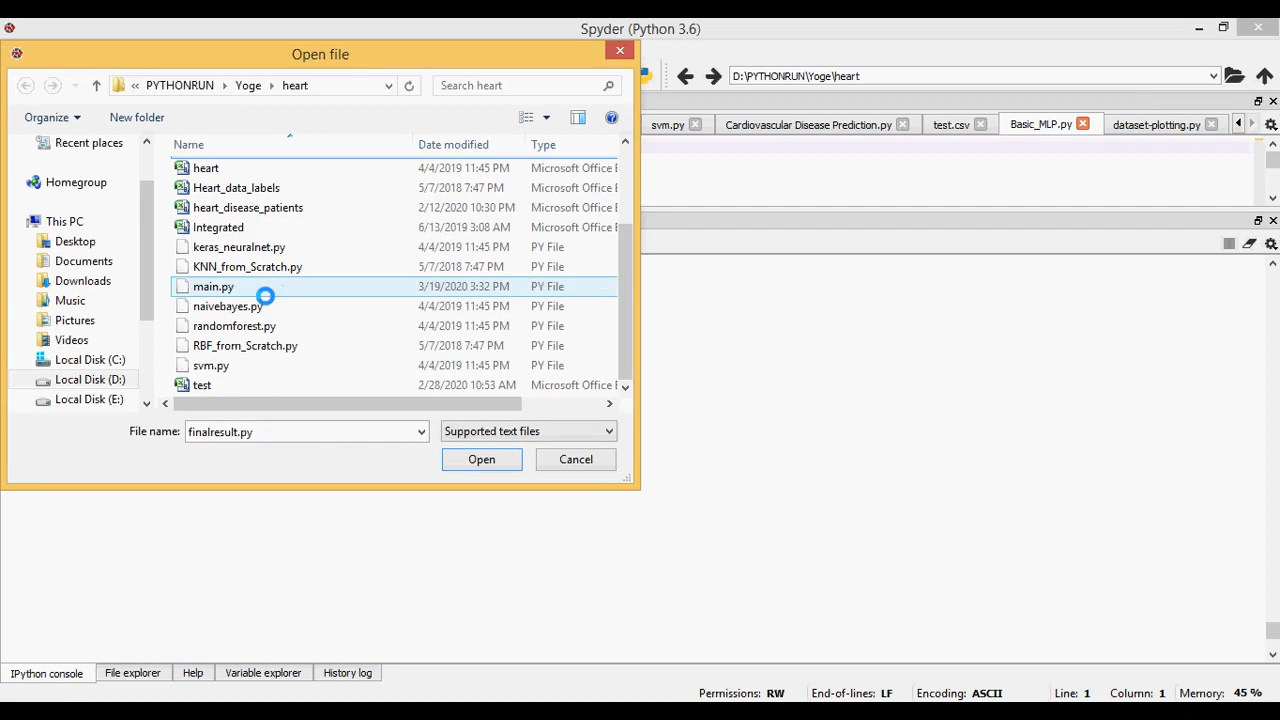 Spyder (Python 3.6)
Open file
« PYTHONRUN Yoge heart
Search heart
D:\PYTHONRUN\Yoge\heart
Organize
New folder
svm.py
Cardiovascular Disease Prediction.py
test.csv
Basic_MLP.py
dataset-plotting.py
Name
Date modified
Type
Recent places
Homegroup
This PC
Desktop
Documents
Downloads
Music
Pictures
Videos
Local Disk (C:)
Local Disk (D:)
Local Disk (E:)
heart 4/4/2019 11:45 PM Microsoft Office E
Heart_data_labels 5/7/2018 7:47 PM Microsoft Office E
heart_disease_patients 2/12/2020 10:30 PM Microsoft Office E
Integrated 6/13/2019 3:08 AM Microsoft Office E
keras_neuralnet.py 4/4/2019 11:45 PM PY File
KNN_from_Scratch.py 5/7/2018 7:47 PM PY File
main.py 3/19/2020 3:32 PM PY File
naivebayes.py 4/4/2019 11:45 PM PY File
randomforest.py 4/4/2019 11:45 PM PY File
RBF_from_Scratch.py 5/7/2018 7:47 PM PY File
svm.py 4/4/2019 11:45 PM PY File
test 2/28/2020 10:53 AM Microsoft Office E
File name: finalresult.py
Supported text files
Open
Cancel
IPython console
File explorer
Help
Variable explorer
History log
Permissions: RW End-of-lines: LF Encoding: ASCII Line: 1 Column: 1 Memory: 45 %